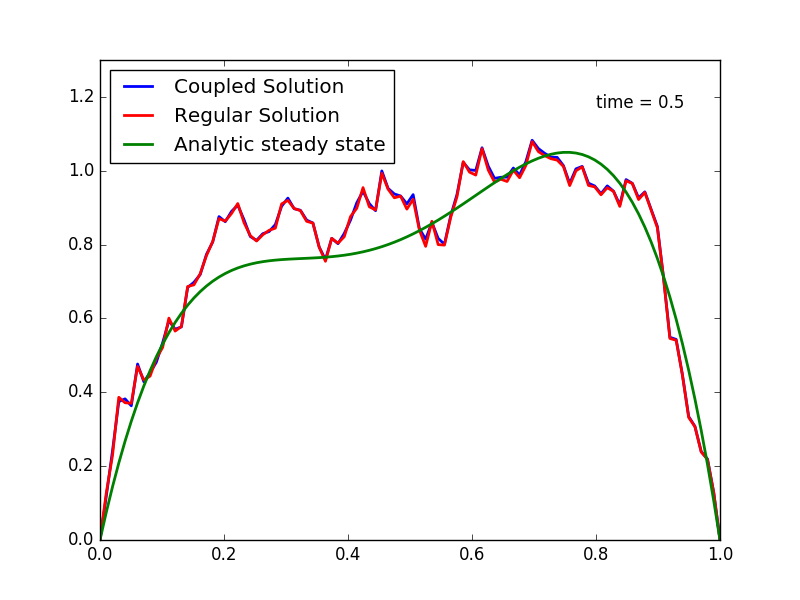 Coupled Solution
Regular Solution
Analytic steady state
time = 0.5
1.2
1.0
0.8
0.6
0.4
0.2
0.0
0.0 0.2 0.4 0.6 0.8 1.0